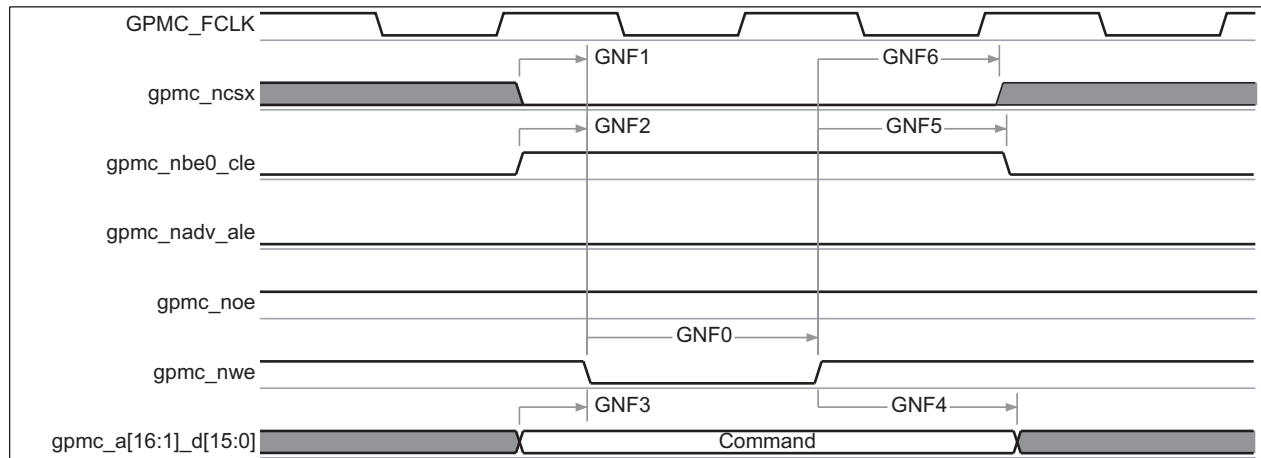 GPMC_FCLK
GNF1
GNF6
gpmc_ncsx
GNF2
GNF5
gpmc_nbe0_cle
gpmc_nadv_ale
gpmc_noe
GNF0
gpmc_nwe
GNF3
GNF4
gpmc_a[16:1]_d[15:0]
Command